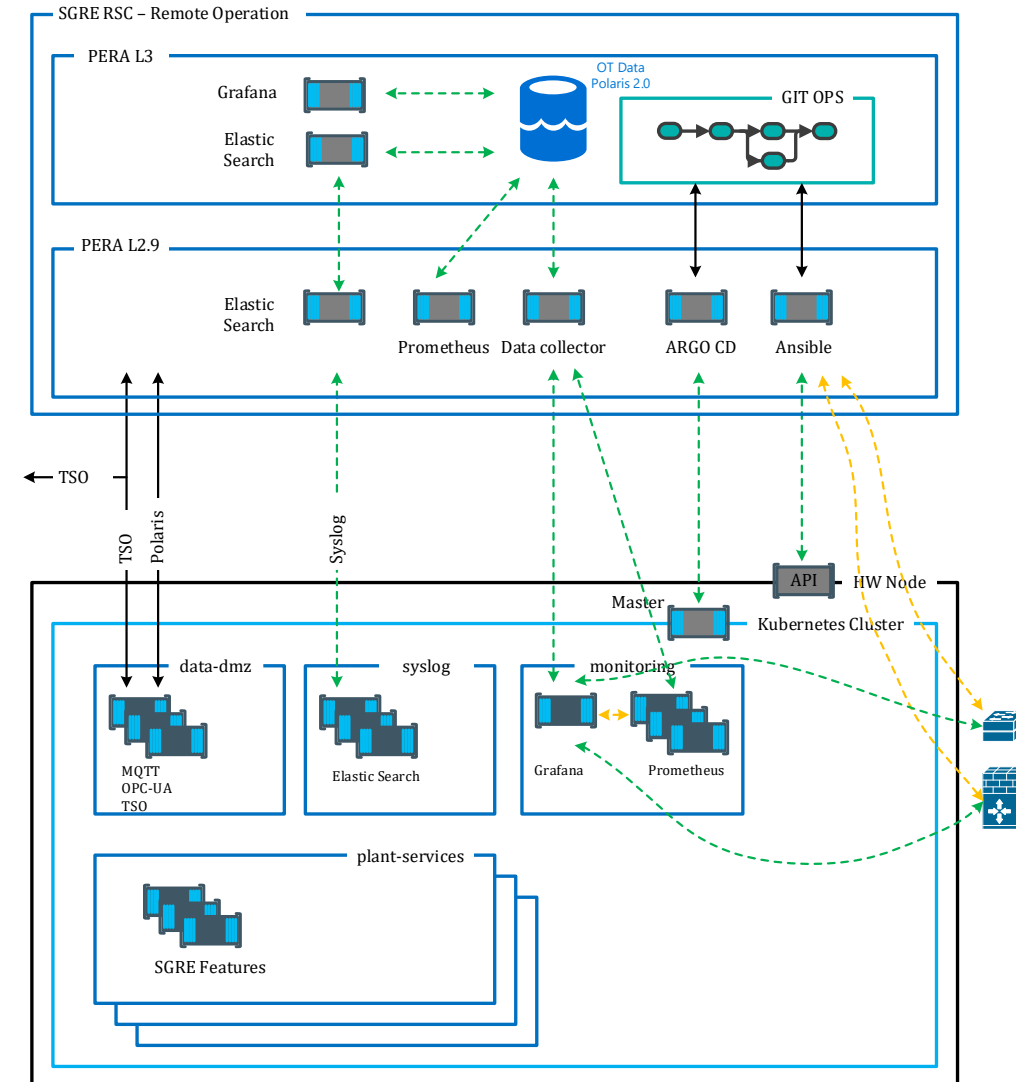 SGRE RSC – Remote Operation
PERA L3
Grafana
Elastic
Search
OT Data
Polaris 2.0
GIT OPS
PERA L2.9
Elastic
Search
Prometheus
Data collector
ARGO CD
Ansible
TSO
TSO
Polaris
Syslog
API
HW Node
Master
Kubernetes Cluster
data-dmz
MQTT
OPC-UA
TSO
syslog
Elastic Search
monitoring
Grafana
Prometheus
plant-services
SGRE Features